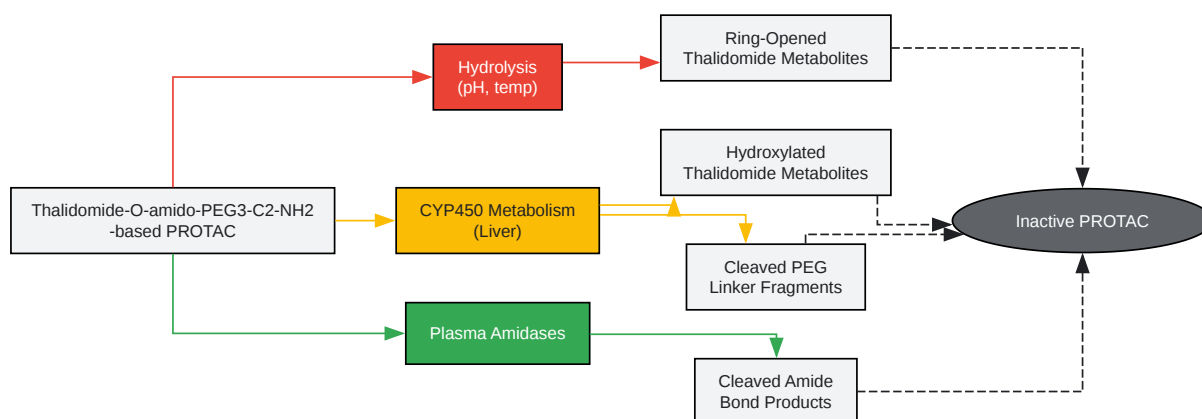 Ring-Opened
Thalidomide Metabolites
Hydrolysis
(pH, temp)
Hydroxylated
Thalidomide Metabolites
Thalidomide-O-amido-PEG3-C2-NH2
-based PROTAC
CYP450 Metabolism
(Liver)
Inactive PROTAC
Cleaved PEG
Linker Fragments
Plasma Amidases
Cleaved Amide
Bond Products